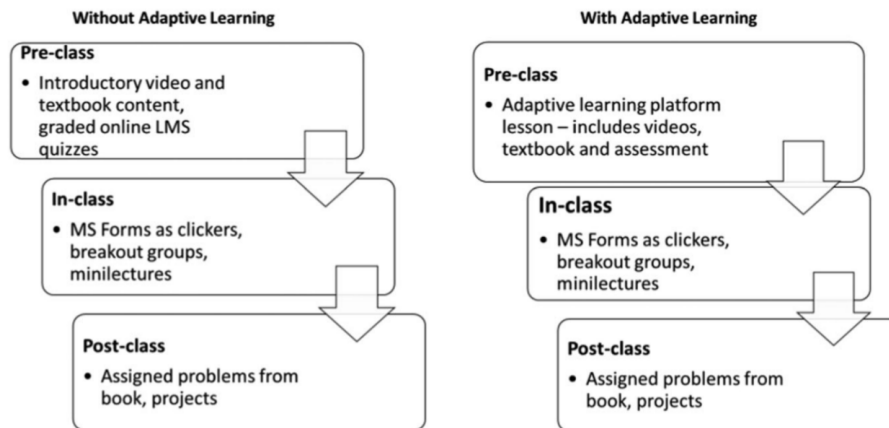 Without Adaptive Learning
Pre-class
• Introductory video and
textbook content,
graded online LMS
quizzes
In-class
• MS Forms as clickers,
breakout groups,
minilectures
Post-class
• Assigned problems from
book, projects
With Adaptive Learning
Pre-class
• Adaptive learning platform
lesson – includes videos,
textbook and assessment
In-class
• MS Forms as clickers,
breakout groups,
minilectures
Post-class
• Assigned problems from
book, projects